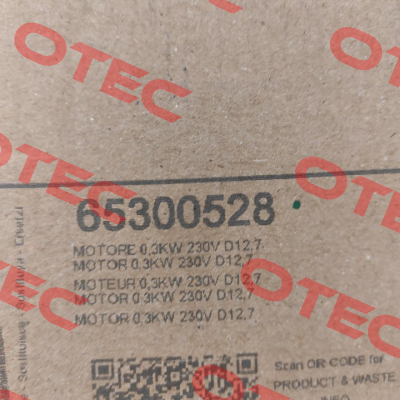 65300528
MOTORE 0,3KW 230V D12,7
MOTOR 0,3KW 230V D12,7
MOTEUR 0,3KW 230V D12,7
MOTOR 0,3KW 230V D12,7
MOTOR 0,3KW 230V D12,7
Scan QR-CODE for
PRODUCT & WASTE
INFO
OTEC
OTEC
OTEC
OTEC
OTEC
OTEC